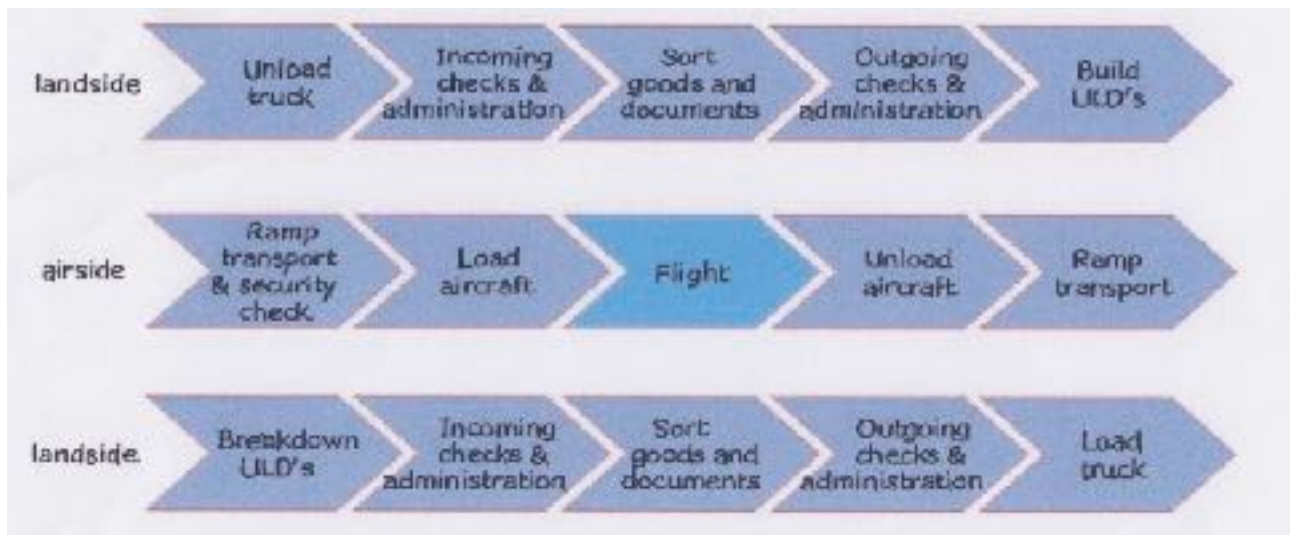 landside
Unload
truck
Incoming
checks &
administration
Sort
goods and
documents
Outgoing
checks &
administration
Build
ULD's
airside
Ramp
transport
& security
check
Load
aircraft
Flight
Unload
aircraft
Ramp
transport
landside
Breakdown
ULD's
Incoming
checks &
administration
Sort
goods and
documents
Outgoing
checks &
administration
Load
truck